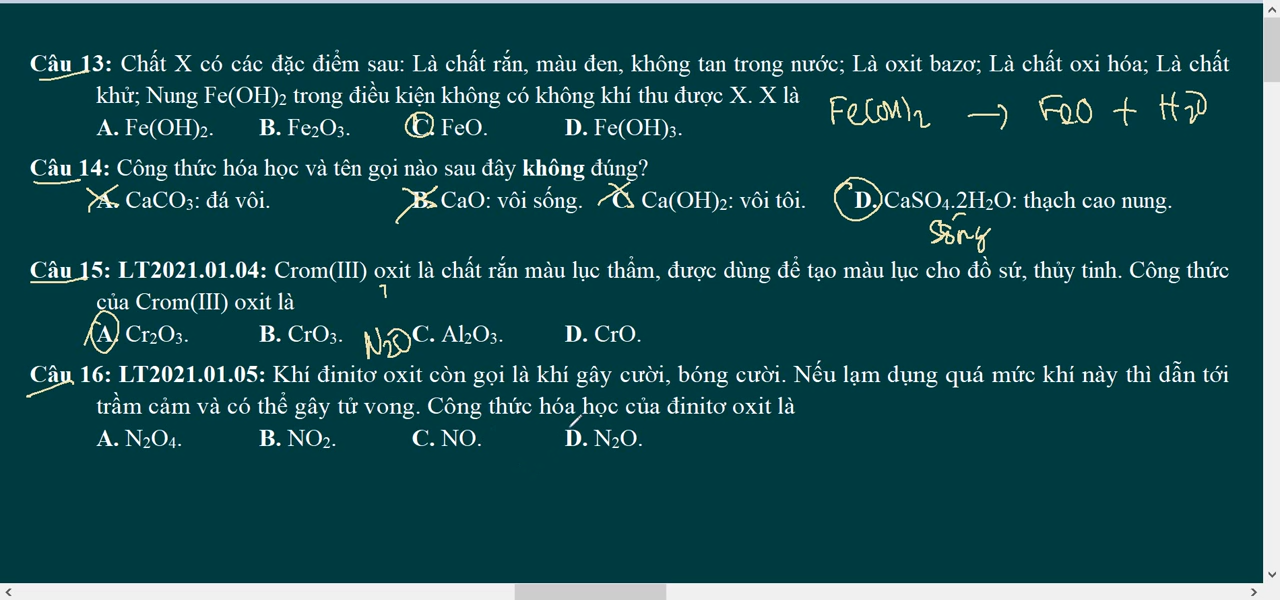 Câu 13: Chất X có các đặc điểm sau: Là chất rắn, màu đen, không tan trong nước; Là oxit bazơ; Là chất oxi hóa; Là chất
khử; Nung Fe(OH)₂ trong điều kiện không có không khí thu được X. X là
Fe(OH)₂ → FeO + H₂O
A. Fe(OH)₂. B. Fe₂O₃. C. FeO. D. Fe(OH)₃.
Câu 14: Công thức hóa học và tên gọi nào sau đây không đúng?
A. CaCO₃: đá vôi. B. CaO: vôi sống. C. Ca(OH)₂: vôi tôi. D. CaSO₄.2H₂O: thạch cao nung.
sống
Câu 15: LT2021.01.04: Crom(III) oxit là chất rắn màu lục thẫm, được dùng để tạo màu lục cho đồ sứ, thủy tinh. Công thức
của Crom(III) oxit là
A. Cr₂O₃. B. CrO₃. C. Al₂O₃. D. CrO.
N₂O
Câu 16: LT2021.01.05: Khí đinitơ oxit còn gọi là khí gây cười, bóng cười. Nếu lạm dụng quá mức khí này thì dẫn tới
trầm cảm và có thể gây tử vong. Công thức hóa học của đinitơ oxit là
A. N₂O₄. B. NO₂. C. NO. D. N₂O.